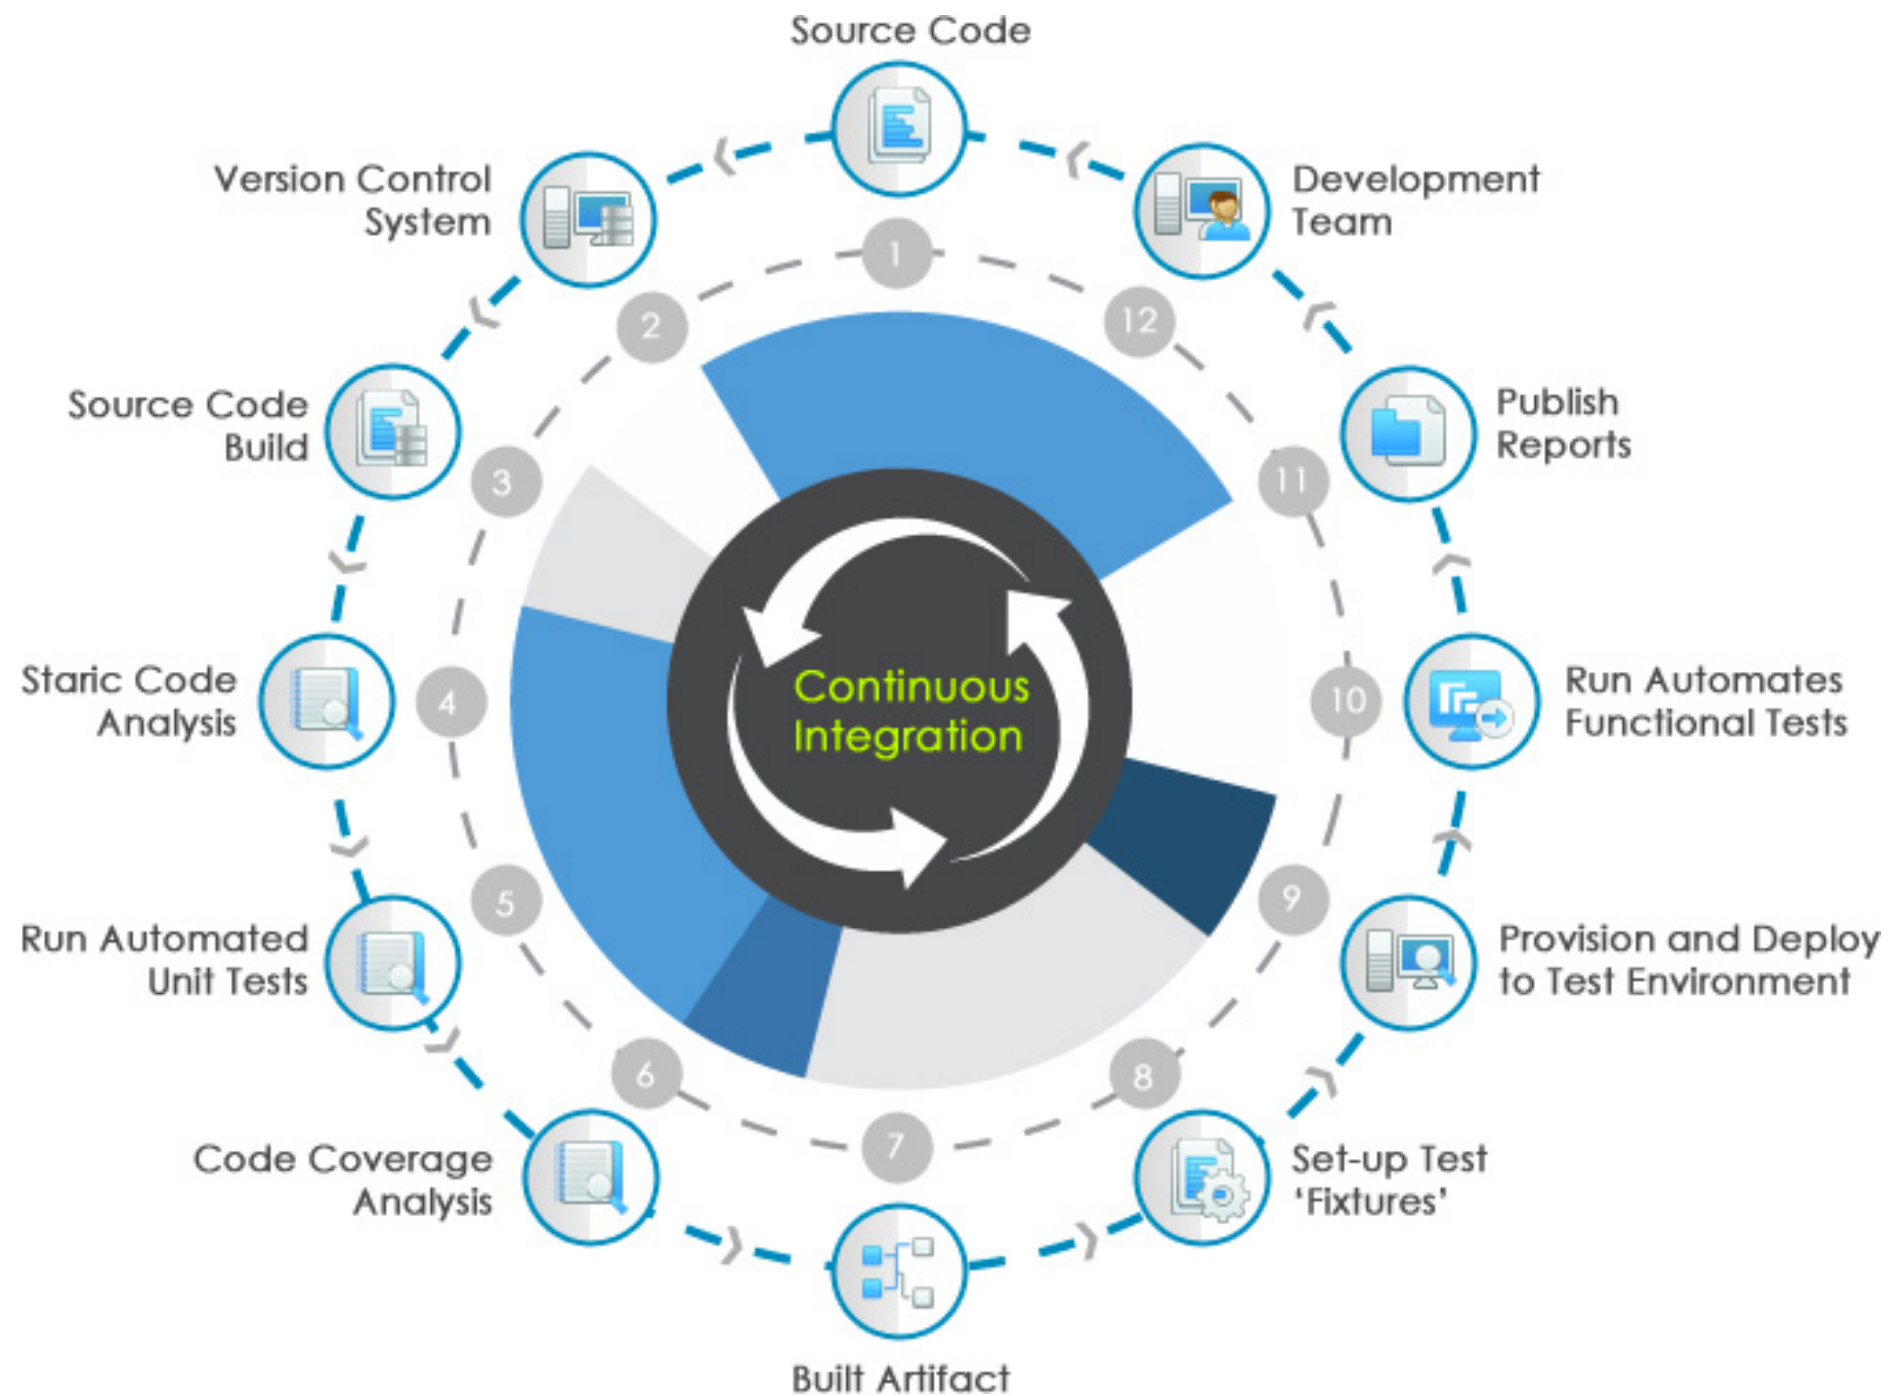 Source Code
Version Control
System
Development
Team
1
2
12
Source Code
Build
Publish
Reports
3
11
Staric Code
Analysis
4
Continuous
Integration
10
Run Automates
Functional Tests
5
9
Run Automated
Unit Tests
Provision and Deploy
to Test Environment
6
8
7
Code Coverage
Analysis
Set-up Test
‘Fixtures’
Built Artifact